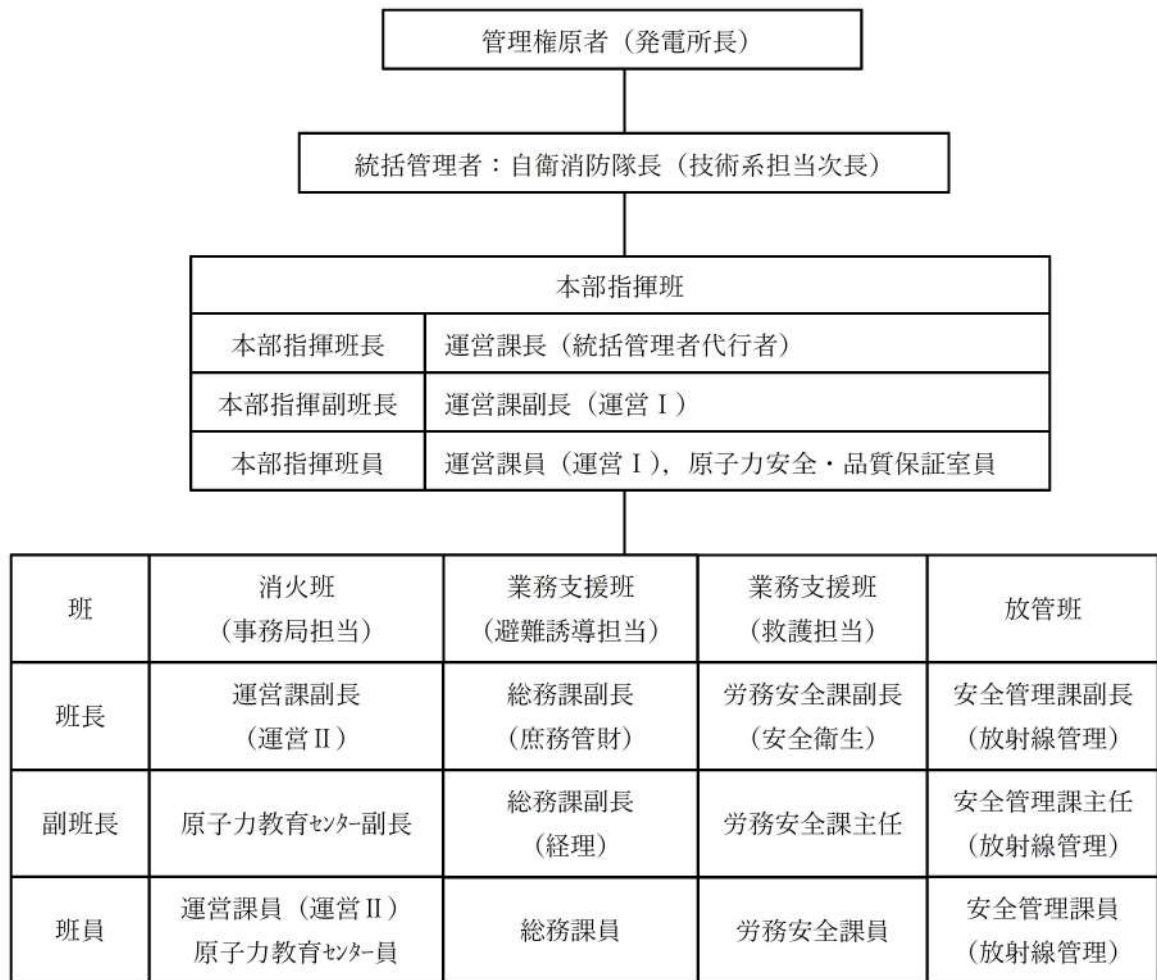 管理権原者（発電所長）
統括管理者：自衛消防隊長（技術系担当次長）
本部指揮班
本部指揮班長 運営課長（統括管理者代行者）
本部指揮副班長 運営課副長（運営Ⅰ）
本部指揮班員 運営課員（運営Ⅰ），原子力安全・品質保証室員
班
消火班
（事務局担当）
業務支援班
（避難誘導担当）
業務支援班
（救護担当）
放管班
班長
運営課副長
（運営Ⅱ）
総務課副長
（庶務管財）
労務安全課副長
（安全衛生）
安全管理課副長
（放射線管理）
副班長
原子力教育ｾﾝﾀｰ副長
総務課副長
（経理）
労務安全課主任
安全管理課主任
（放射線管理）
班員
運営課員（運営Ⅱ）
原子力教育ｾﾝﾀｰ員
総務課員
労務安全課員
安全管理課員
（放射線管理）